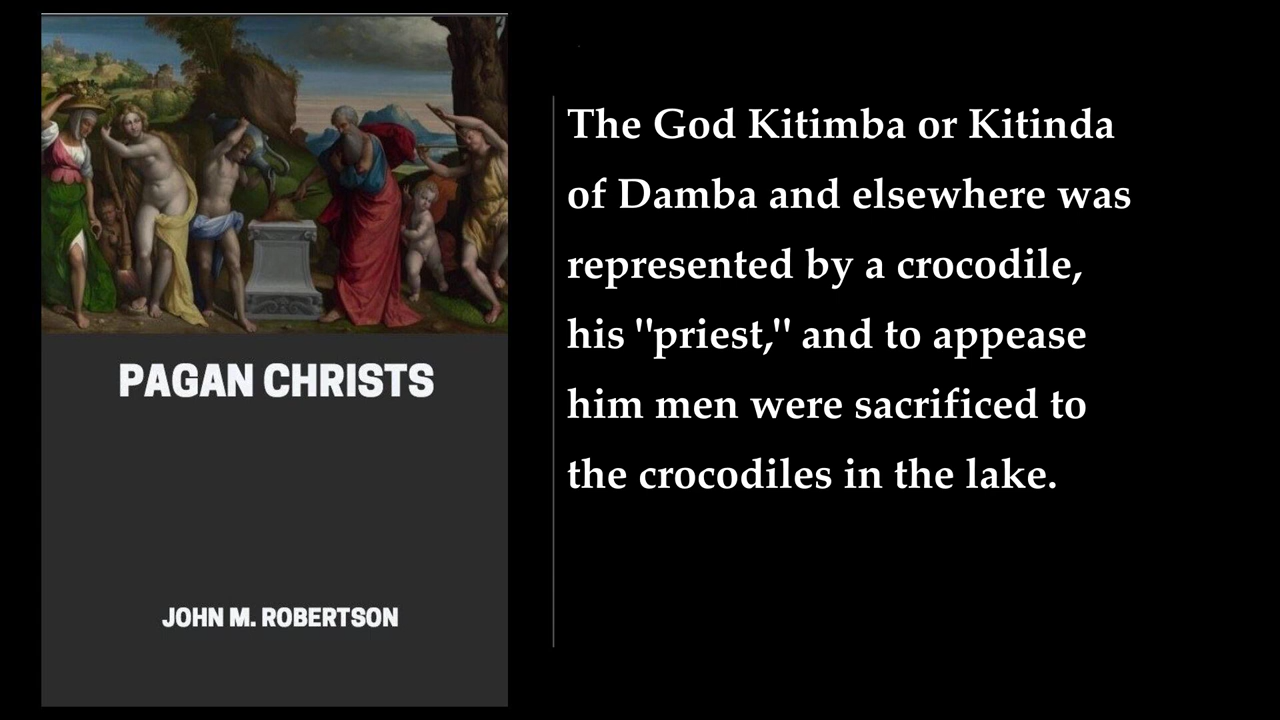 PAGAN CHRISTS
JOHN M. ROBERTSON
The God Kitimba or Kitinda
of Damba and elsewhere was
represented by a crocodile,
his "priest," and to appease
him men were sacrificed to
the crocodiles in the lake.